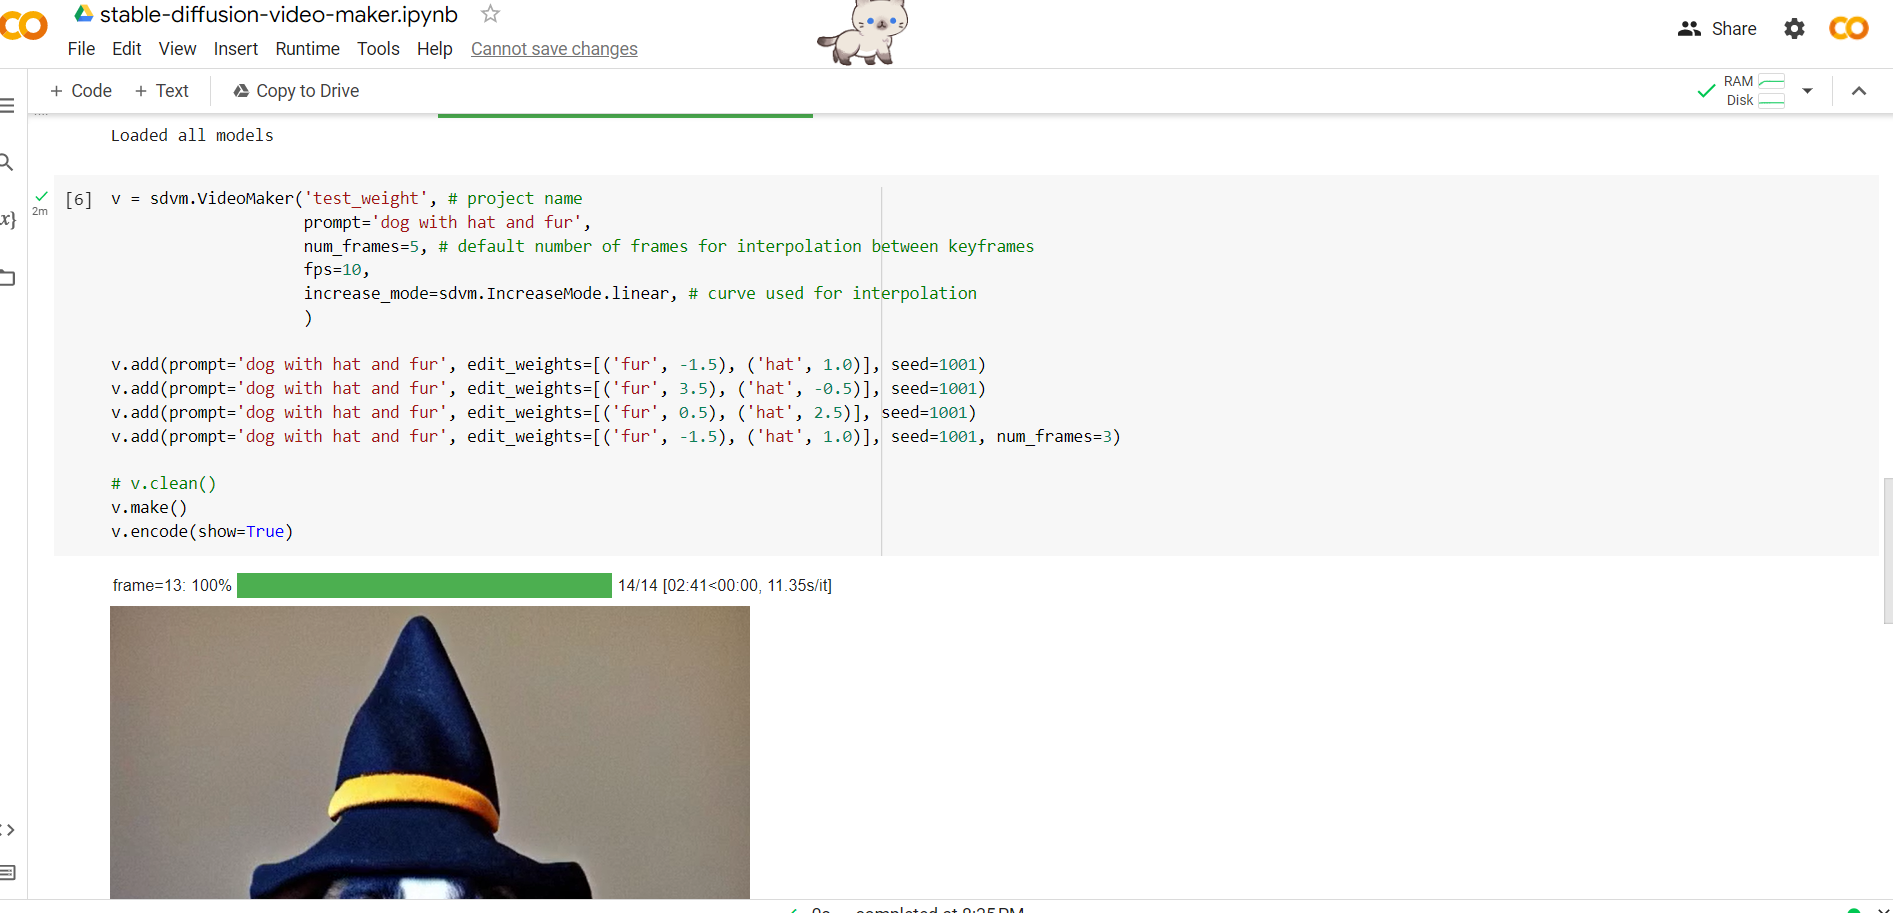 stable-diffusion-video-maker.ipynb
File Edit View Insert Runtime Tools Help Cannot save changes
Share
+ Code + Text Copy to Drive
RAM
Disk
Loaded all models
[6] v = sdvm.VideoMaker('test_weight', # project name
2m
prompt='dog with hat and fur',
num_frames=5, # default number of frames for interpolation between keyframes
fps=10,
increase_mode=sdvm.IncreaseMode.linear, # curve used for interpolation
)
v.add(prompt='dog with hat and fur', edit_weights=[('fur', -1.5), ('hat', 1.0)], seed=1001)
v.add(prompt='dog with hat and fur', edit_weights=[('fur', 3.5), ('hat', -0.5)], seed=1001)
v.add(prompt='dog with hat and fur', edit_weights=[('fur', 0.5), ('hat', 2.5)], seed=1001)
v.add(prompt='dog with hat and fur', edit_weights=[('fur', -1.5), ('hat', 1.0)], seed=1001, num_frames=3)
# v.clean()
v.make()
v.encode(show=True)
frame=13: 100% 14/14 [02:41<00:00, 11.35s/it]
completed at 8:25 PM